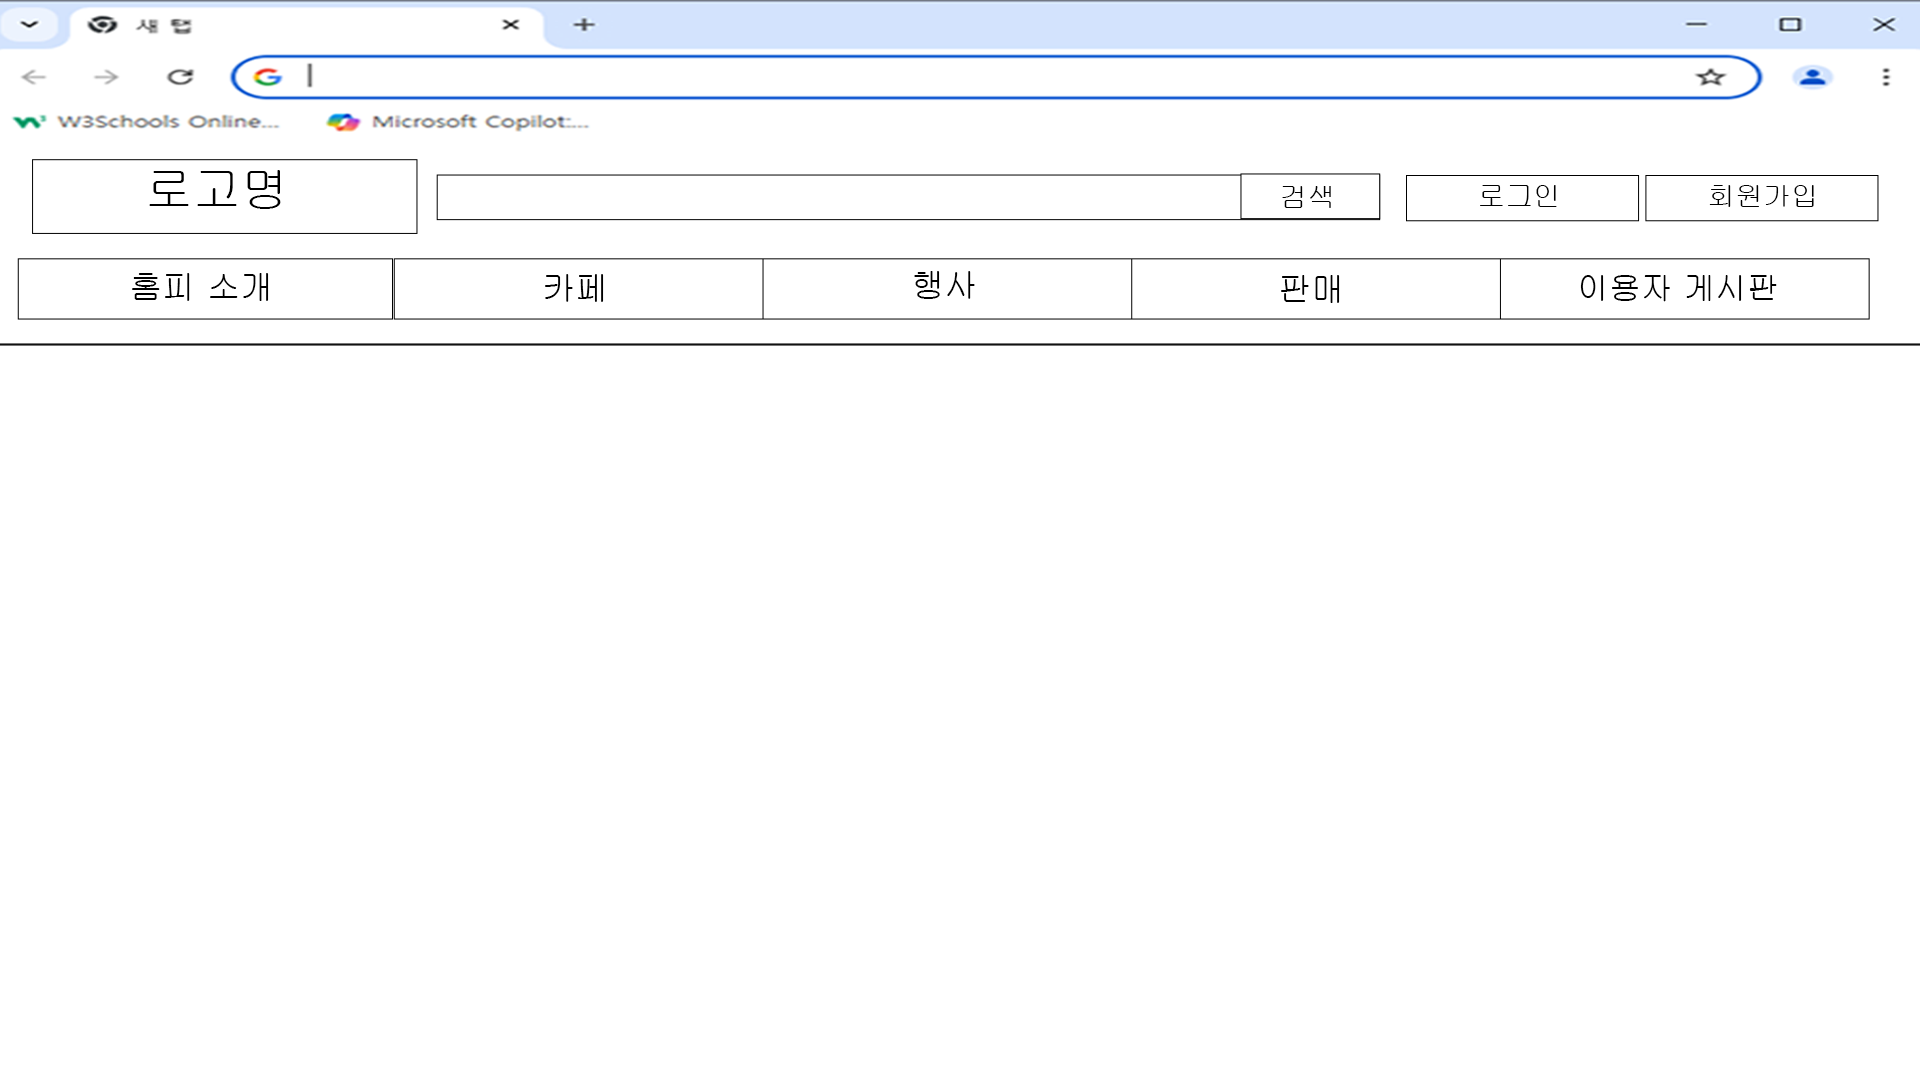 새 탭
W3Schools Online...
Microsoft Copilot:...
로고명
검색
로그인
회원가입
홈피 소개
카페
행사
판매
이용자 게시판